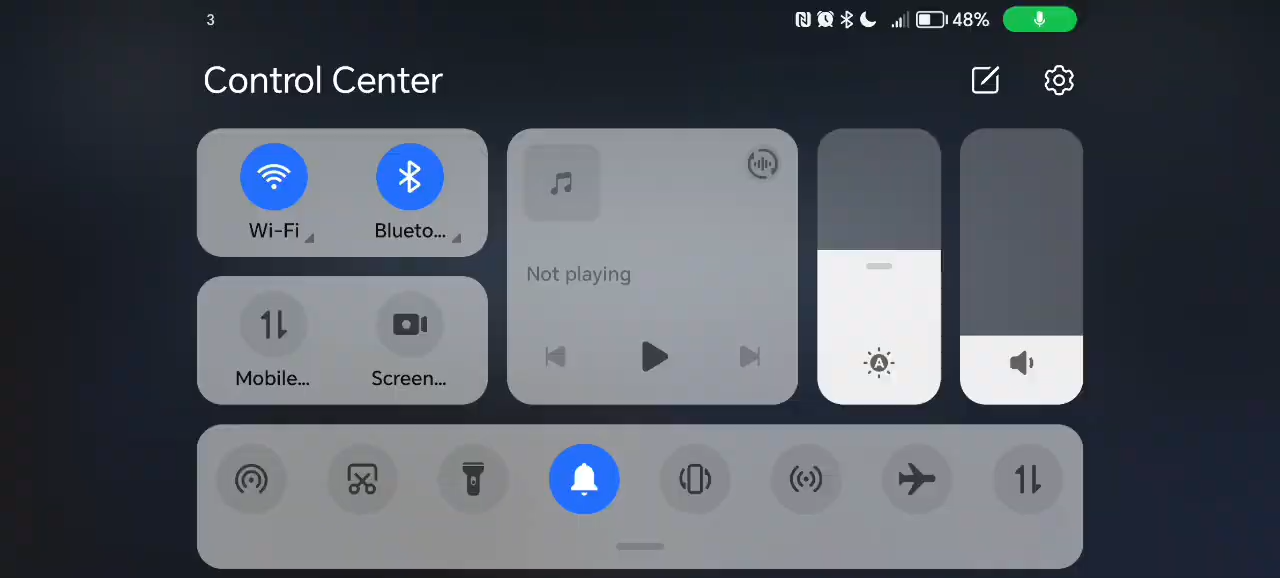 3
48%
Control Center
Wi-Fi
Blueto...
Not playing
Mobile...
Screen...
A